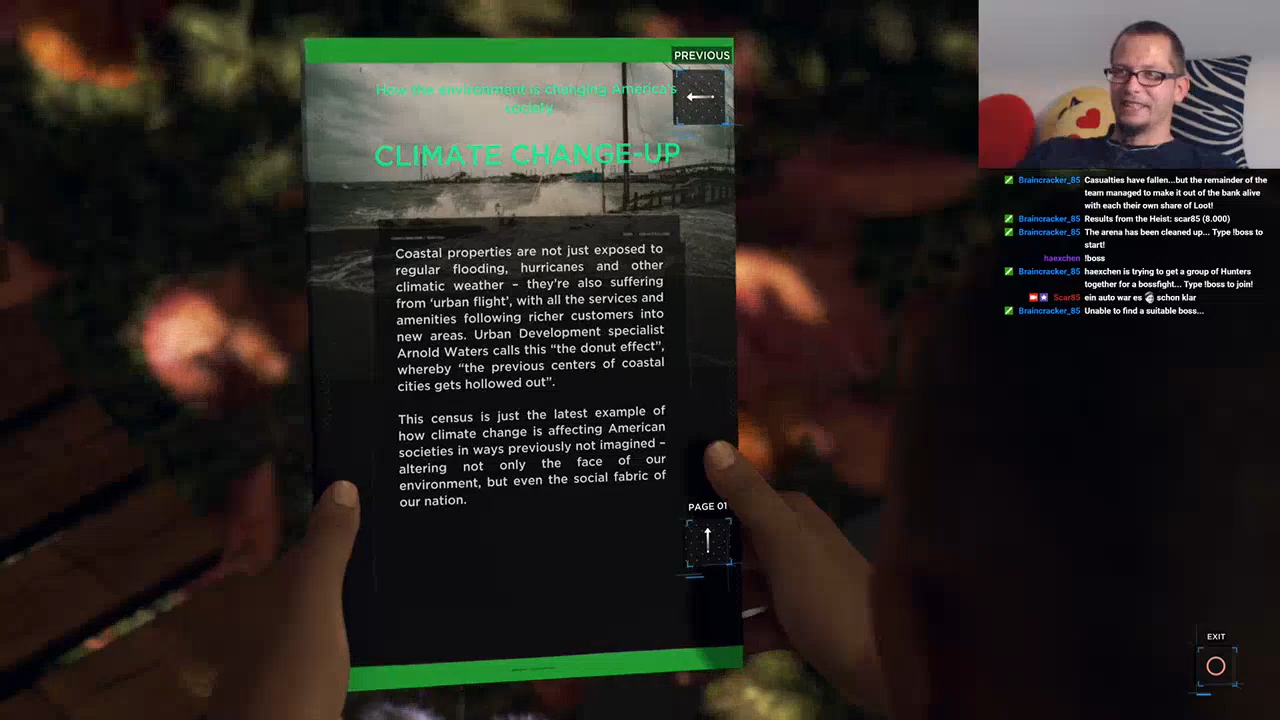 PREVIOUS
How the environment is changing America's
society
CLIMATE CHANGE-UP
Coastal properties are not just exposed to
regular flooding, hurricanes and other
climatic weather – they're also suffering
from 'urban flight', with all the services and
amenities following richer customers into
new areas. Urban Development specialist
Arnold Waters calls this "the donut effect",
whereby "the previous centers of coastal
cities gets hollowed out".
This census is just the latest example of
how climate change is affecting American
societies in ways previously not imagined –
altering not only the face of our
environment, but even the social fabric of
our nation.
PAGE 01
EXIT
Braincracker_85 Casualties have fallen...but the remainder of the
team managed to make it out of the bank alive
with each their own share of Loot!
Braincracker_85 Results from the Heist: scar85 (8.000)
Braincracker_85 The arena has been cleaned up... Type !boss to
start!
haexchen !boss
Braincracker_85 haexchen is trying to get a group of Hunters
together for a bossfight... Type !boss to join!
Scar85 ein auto war es schon klar
Braincracker_85 Unable to find a suitable boss...